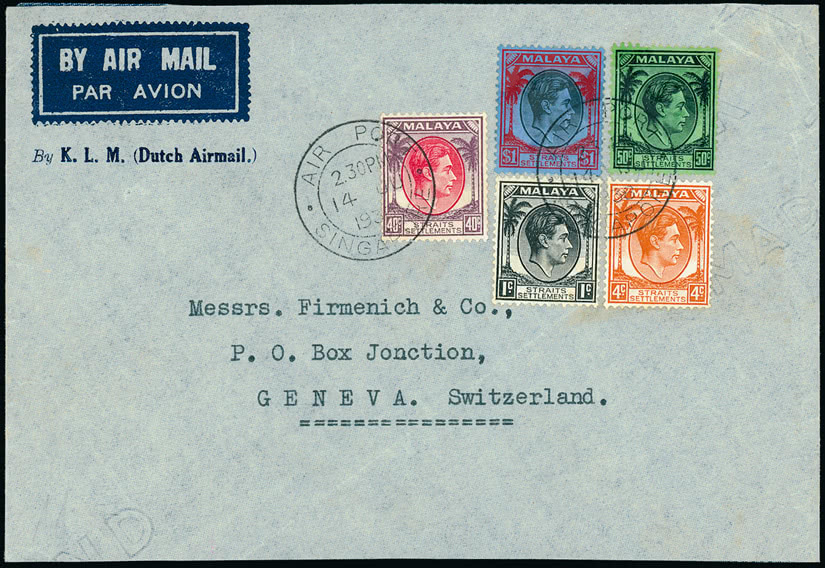 BY AIR MAIL
PAR AVION
By K. L. M. (Dutch Airmail.)
MALAYA
$1 $1
STRAITS
SETTLEMENTS
MALAYA
50c 50c
STRAITS
SETTLEMENTS
MALAYA
40c 40c
STRAITS
SETTLEMENTS
AIR
2.30PM
14
193
MALAYA
1c 1c
STRAITS
SETTLEMENTS
MALAYA
4c 4c
STRAITS
SETTLEMENTS
Messrs. Firmenich & Co.,
P. O. Box Jonction,
GENEVA. Switzerland.